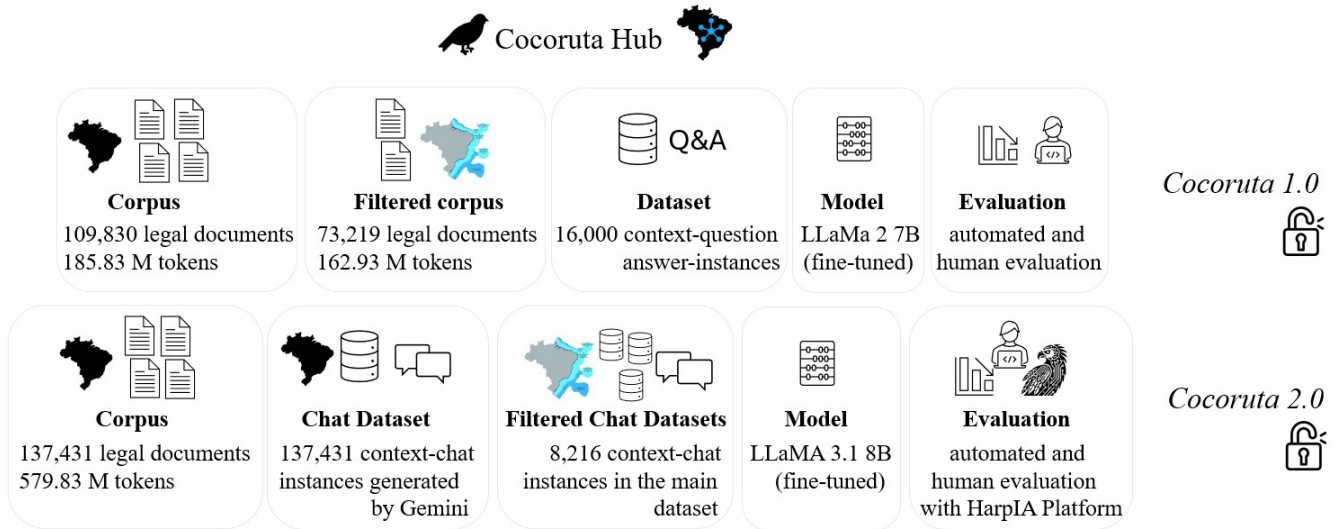 Cocoruta Hub
Q&A
Corpus
109,830 legal documents
185.83 M tokens
Filtered corpus
73,219 legal documents
162.93 M tokens
Dataset
16,000 context-question
answer-instances
Model
LLaMa 2 7B
(fine-tuned)
Evaluation
automated and
human evaluation
Cocoruta 1.0
Corpus
137,431 legal documents
579.83 M tokens
Chat Dataset
137,431 context-chat
instances generated
by Gemini
Filtered Chat Datasets
8,216 context-chat
instances in the main
dataset
Model
LLaMA 3.1 8B
(fine-tuned)
Evaluation
automated and
human evaluation
with HarpIA Platform
Cocoruta 2.0